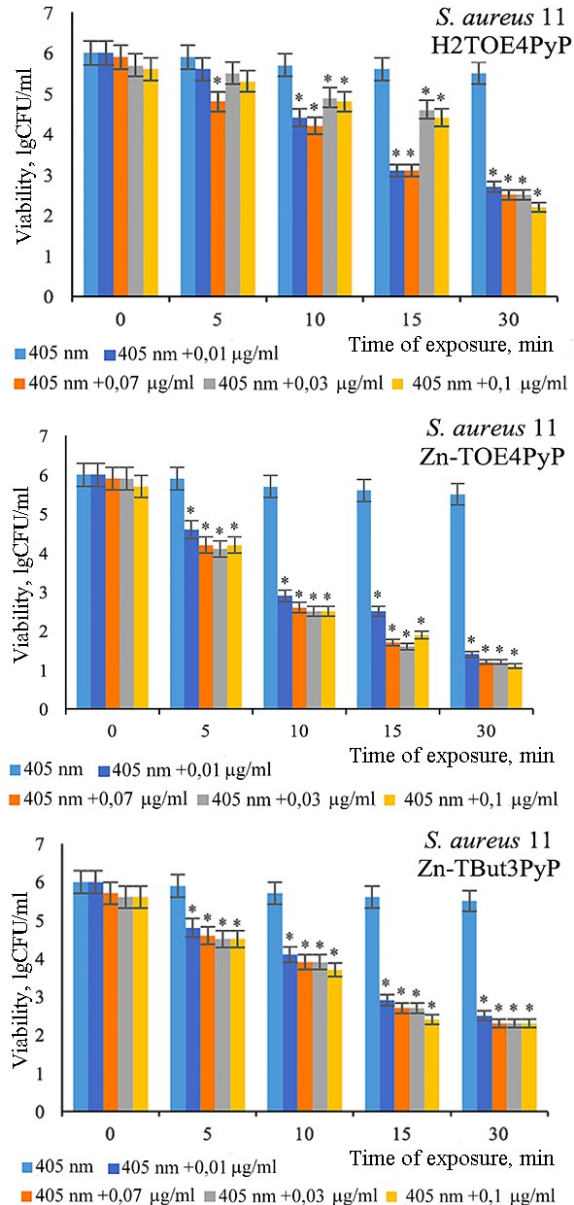 S. aureus 11
H2TOE4PyP
Viability, lgCFU/ml
7
6
5
4
3
2
1
0
* * * * * * * * * * * * *
0 5 10 15 30
Time of exposure, min
405 nm 405 nm +0,01 µg/ml
405 nm +0,07 µg/ml 405 nm +0,03 µg/ml 405 nm +0,1 µg/ml
S. aureus 11
Zn-TOE4PyP
Viability, lgCFU/ml
7
6
5
4
3
2
1
0
* * * * * * * * * * * * * * * *
0 5 10 15 30
Time of exposure, min
405 nm 405 nm +0,01 µg/ml
405 nm +0,07 µg/ml 405 nm +0,03 µg/ml 405 nm +0,1 µg/ml
S. aureus 11
Zn-TBut3PyP
Viability, lgCFU/ml
7
6
5
4
3
2
1
0
* * * * * * * * * * * * * * * *
0 5 10 15 30
Time of exposure, min
405 nm 405 nm +0,01 µg/ml
405 nm +0,07 µg/ml 405 nm +0,03 µg/ml 405 nm +0,1 µg/ml